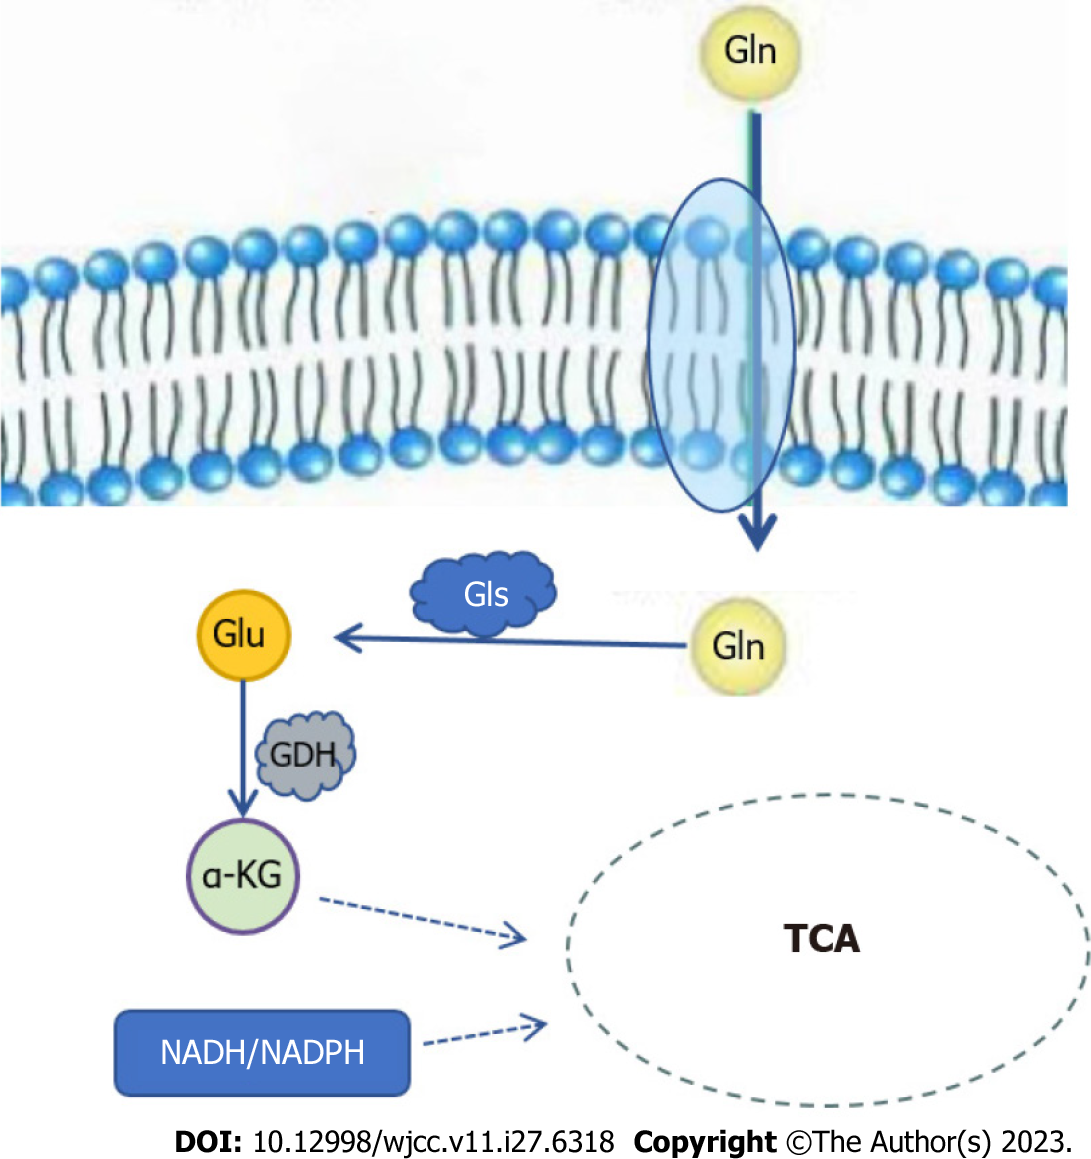 Gln
Gls
Glu
Gln
GDH
α-KG
TCA
NADH/NADPH
DOI: 10.12998/wjcc.v11.i27.6318 Copyright ©The Author(s) 2023.